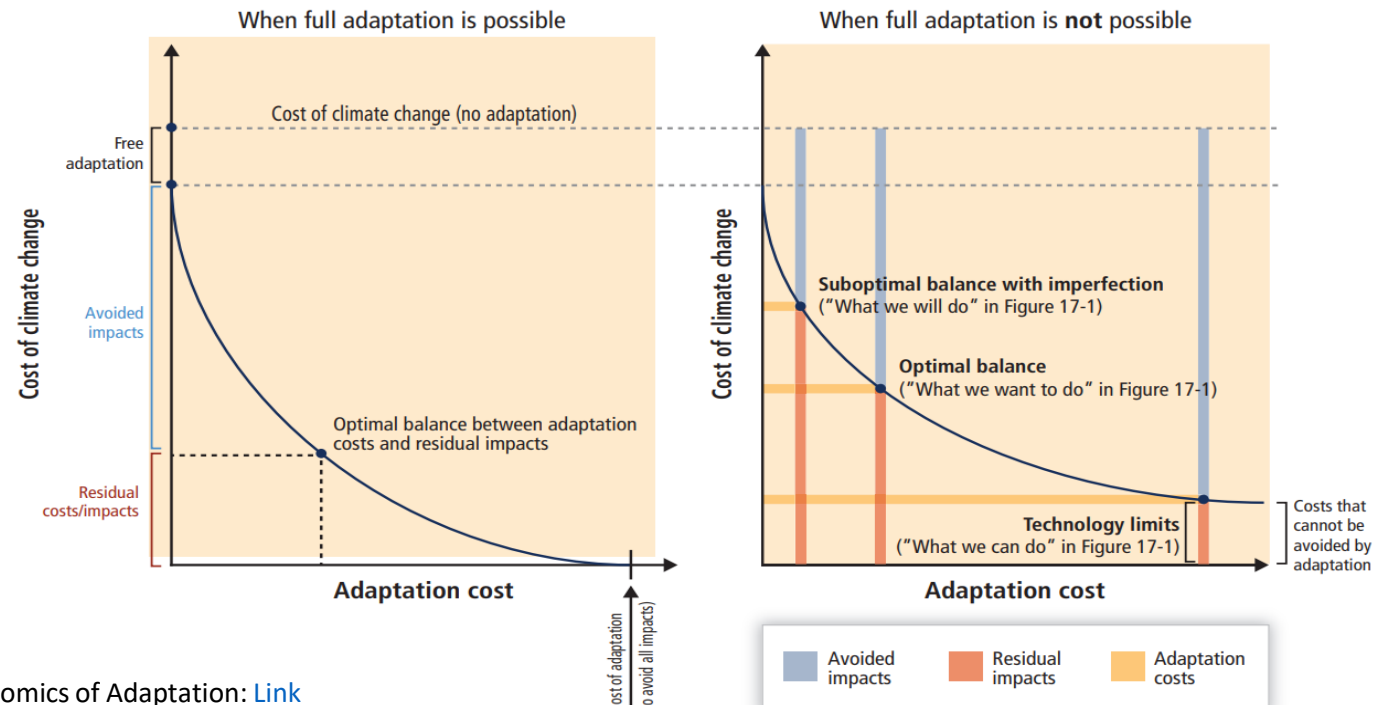 When full adaptation is possible
Cost of climate change (no adaptation)
Free
adaptation
Cost of climate change
Avoided
impacts
Optimal balance between adaptation
costs and residual impacts
Residual
costs/impacts
Adaptation cost
ost of adaptation
o avoid all impacts)
When full adaptation is not possible
Cost of climate change
Suboptimal balance with imperfection
("What we will do" in Figure 17-1)
Optimal balance
("What we want to do" in Figure 17-1)
Technology limits
("What we can do" in Figure 17-1)
Costs that
cannot be
avoided by
adaptation
Adaptation cost
Avoided
impacts
Residual
impacts
Adaptation
costs
omics of Adaptation: Link